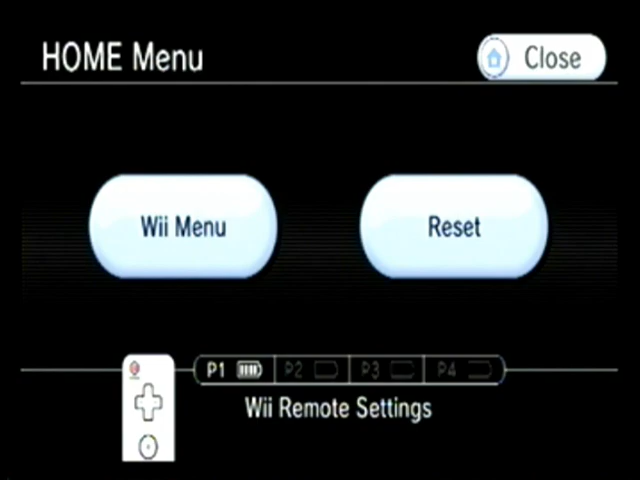 HOME Menu
Close
Wii Menu
Reset
P1 P2 P3 P4
Wii Remote Settings